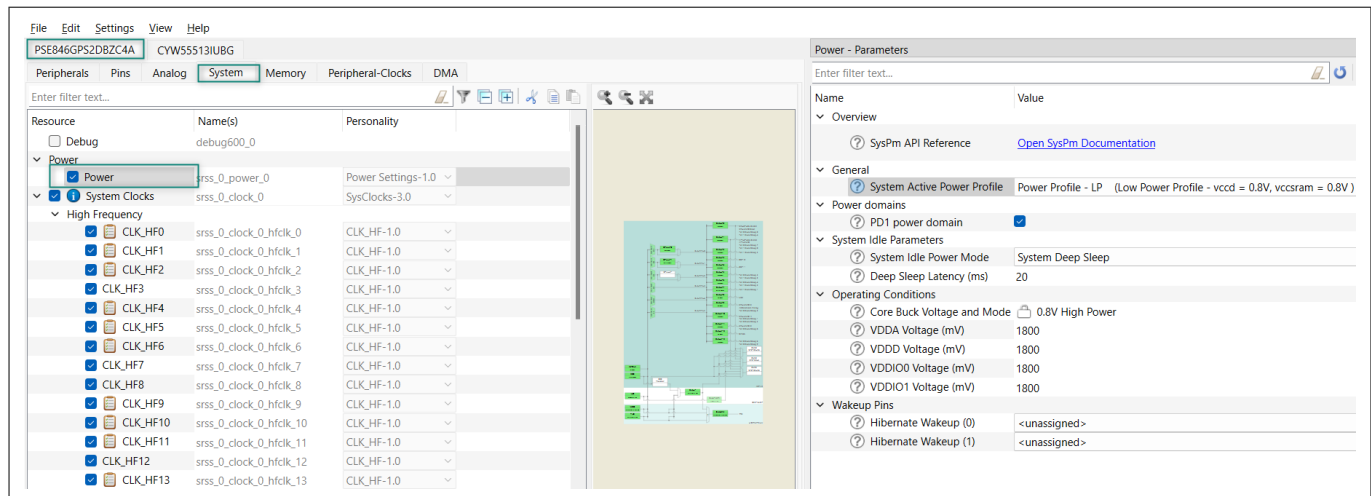 File Edit Settings View Help
PSE846GPS2DBZC4A CYW55513IUBG
Peripherals Pins Analog System Memory Peripheral-Clocks DMA
Enter filter text...
Resource Name(s) Personality
Debug debug600_0
Power
Power srss_0_power_0 Power Settings-1.0
System Clocks srss_0_clock_0 SysClocks-3.0
High Frequency
CLK_HF0 srss_0_clock_0_hfclk_0 CLK_HF-1.0
CLK_HF1 srss_0_clock_0_hfclk_1 CLK_HF-1.0
CLK_HF2 srss_0_clock_0_hfclk_2 CLK_HF-1.0
CLK_HF3 srss_0_clock_0_hfclk_3 CLK_HF-1.0
CLK_HF4 srss_0_clock_0_hfclk_4 CLK_HF-1.0
CLK_HF5 srss_0_clock_0_hfclk_5 CLK_HF-1.0
CLK_HF6 srss_0_clock_0_hfclk_6 CLK_HF-1.0
CLK_HF7 srss_0_clock_0_hfclk_7 CLK_HF-1.0
CLK_HF8 srss_0_clock_0_hfclk_8 CLK_HF-1.0
CLK_HF9 srss_0_clock_0_hfclk_9 CLK_HF-1.0
CLK_HF10 srss_0_clock_0_hfclk_10 CLK_HF-1.0
CLK_HF11 srss_0_clock_0_hfclk_11 CLK_HF-1.0
CLK_HF12 srss_0_clock_0_hfclk_12 CLK_HF-1.0
CLK_HF13 srss_0_clock_0_hfclk_13 CLK_HF-1.0
Power - Parameters
Enter filter text...
Name Value
Overview
SysPm API Reference Open SysPm Documentation
General
System Active Power Profile Power Profile - LP (Low Power Profile - vccd = 0.8V, vccsram = 0.8V )
Power domains
PD1 power domain
System Idle Parameters
System Idle Power Mode System Deep Sleep
Deep Sleep Latency (ms) 20
Operating Conditions
Core Buck Voltage and Mode 0.8V High Power
VDDA Voltage (mV) 1800
VDDD Voltage (mV) 1800
VDDIO0 Voltage (mV) 1800
VDDIO1 Voltage (mV) 1800
Wakeup Pins
Hibernate Wakeup (0) <unassigned>
Hibernate Wakeup (1) <unassigned>